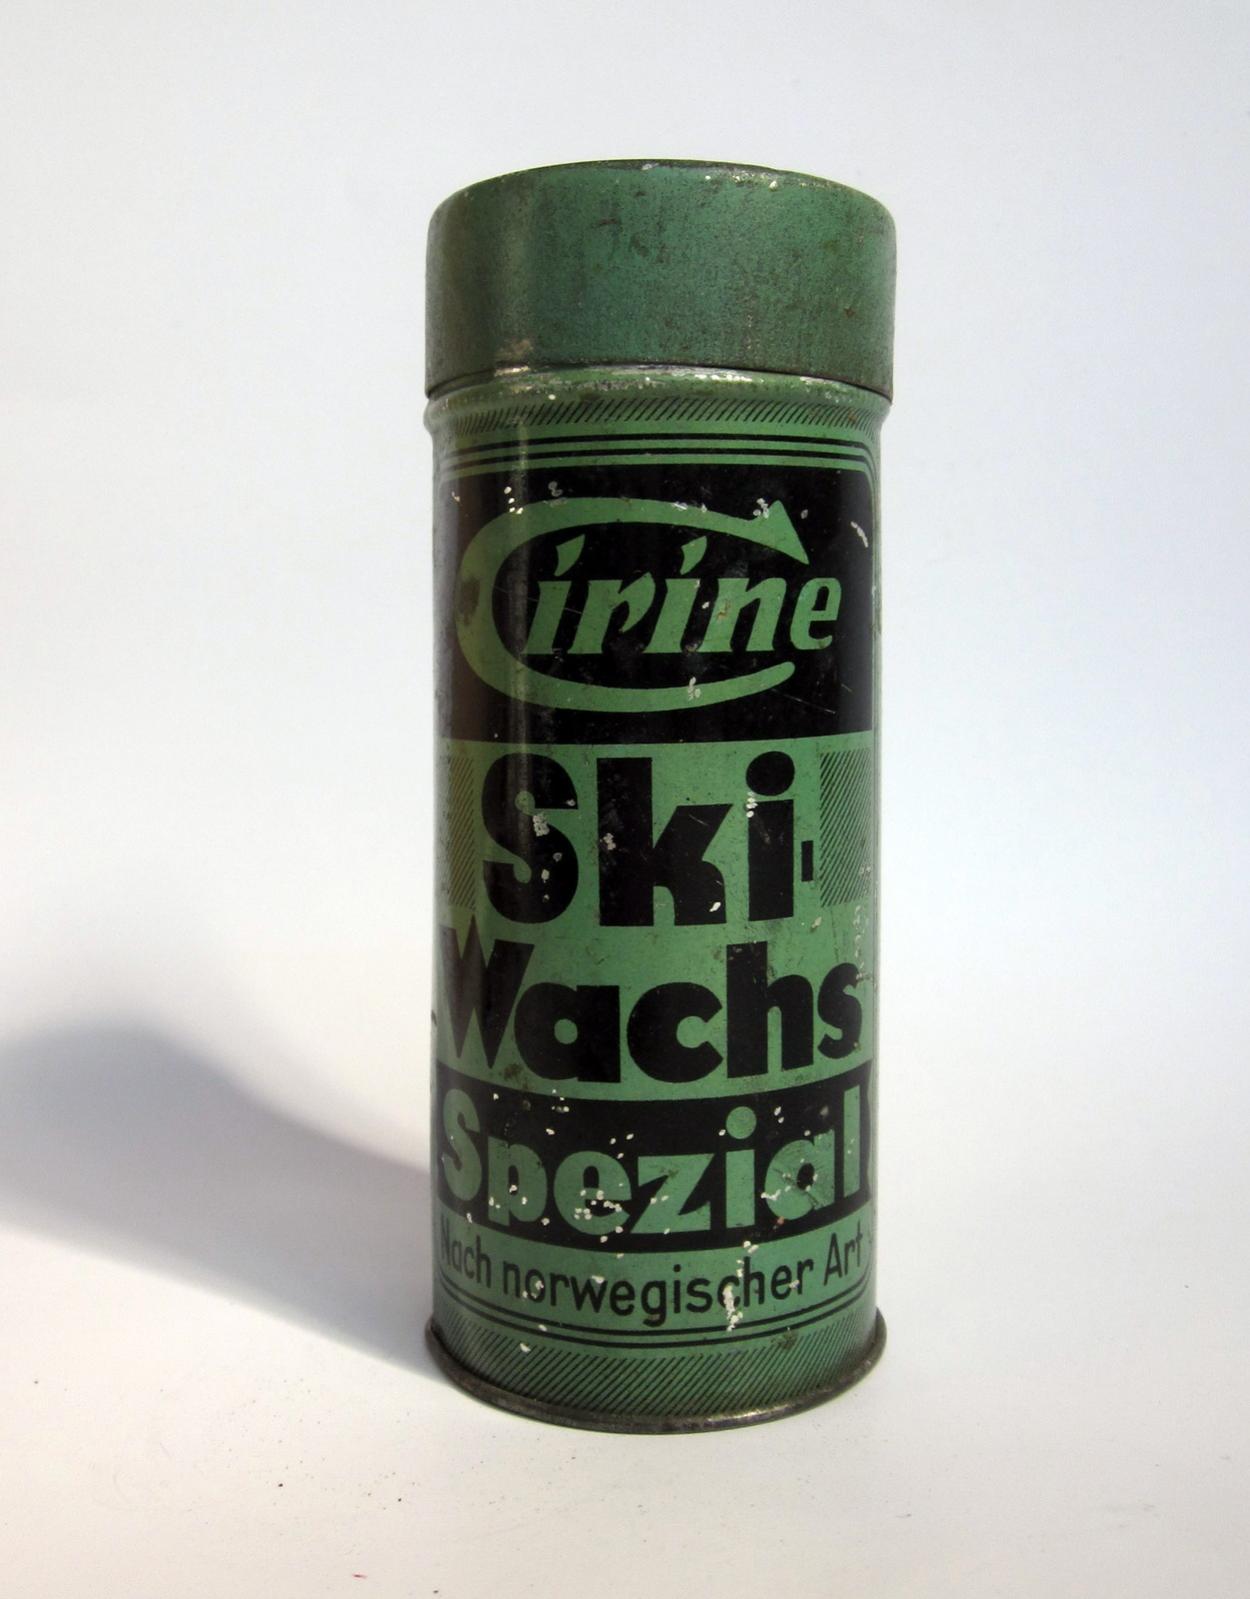 Cirine
Ski-
Wachs
Spezial
Nach norwegischer Art